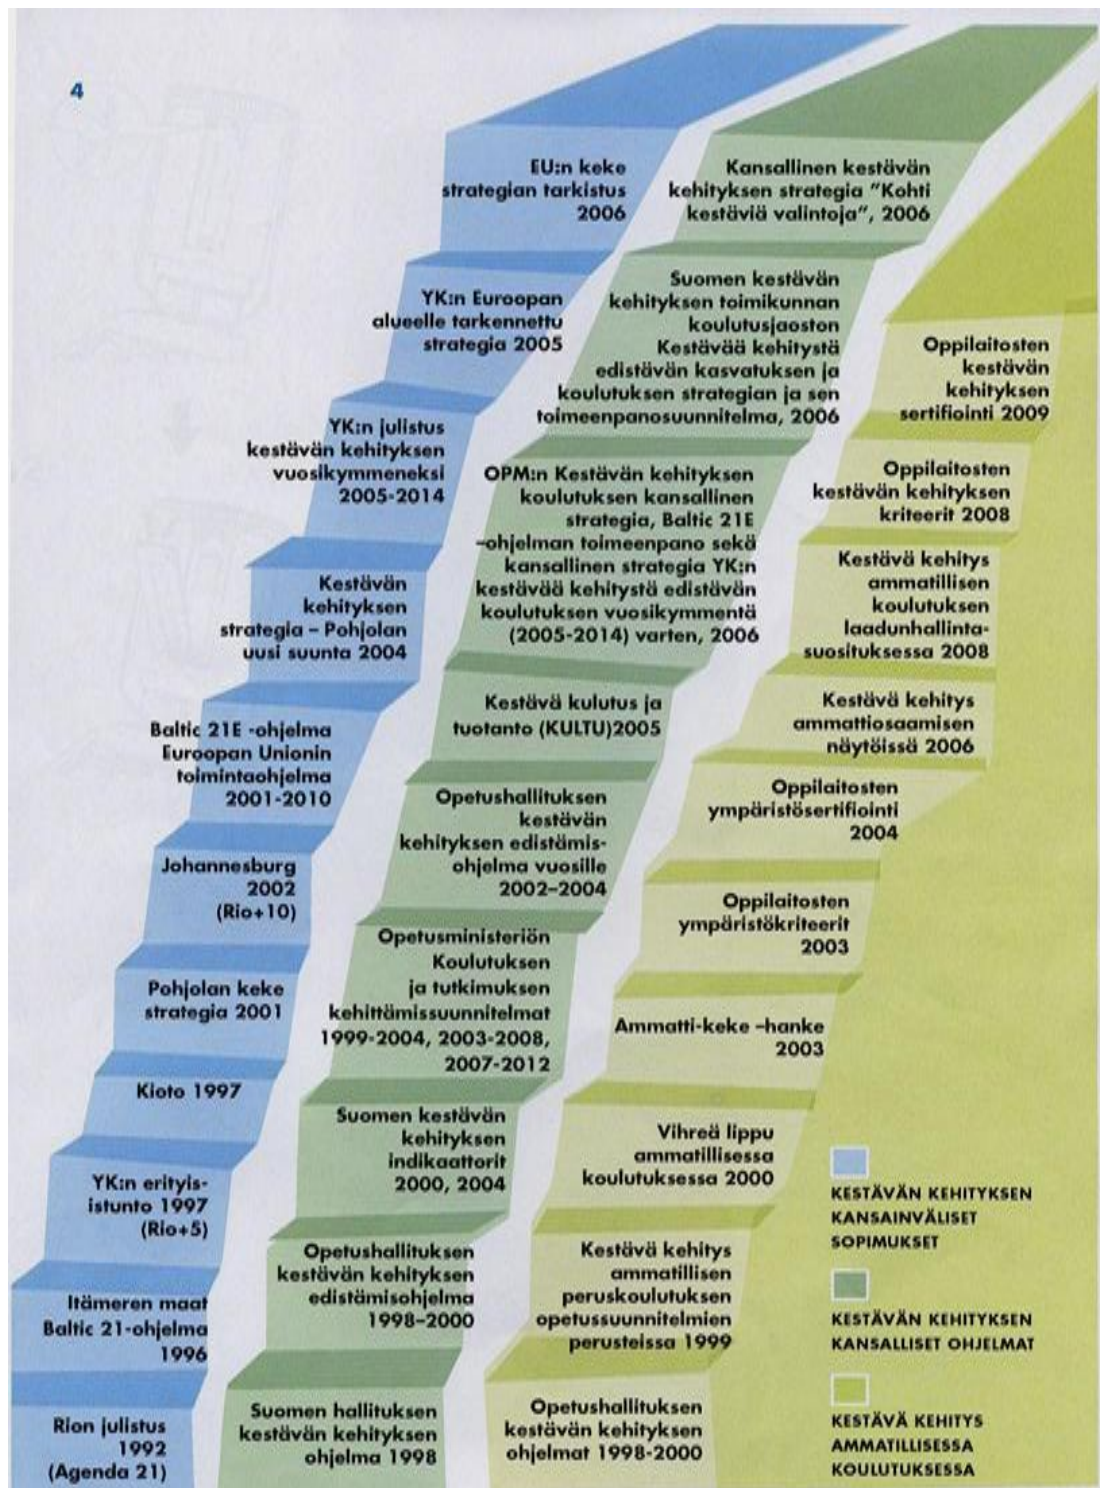 4
EU:n keke
strategian tarkistus
2006
YK:n Euroopan
alueelle tarkennettu
strategia 2005
YK:n julistus
kestävän kehityksen
vuosikymmeneksi
2005-2014
Kestävän
kehityksen
strategia – Pohjolan
uusi suunta 2004
Baltic 21E -ohjelma
Euroopan Unionin
toimintaohjelma
2001-2010
Johannesburg
2002
(Rio+10)
Pohjolan keke
strategia 2001
Kioto 1997
YK:n erityis-
istunto 1997
(Rio+5)
Itämeren maat
Baltic 21-ohjelma
1996
Rion julistus
1992
(Agenda 21)
Kansallinen kestävän
kehityksen strategia ”Kohti
kestäviä valintoja”, 2006
Suomen kestävän
kehityksen toimikunnan
koulutusjaoston
Kestävää kehitystä
edistävän kasvatuksen ja
koulutuksen strategian ja sen
toimeenpanosuunnitelma, 2006
OPM:n Kestävän kehityksen
koulutuksen kansallinen
strategia, Baltic 21E
–ohjelman toimeenpano sekä
kansallinen strategia YK:n
kestävää kehitystä edistävän
koulutuksen vuosikymmentä
(2005-2014) varten, 2006
Kestävä kulutus ja
tuotanto (KULTU)2005
Opetushallituksen
kestävän
kehityksen edistämis-
ohjelma vuosille
2002–2004
Opetusministeriön
Koulutuksen
ja tutkimuksen
kehittämissuunnitelmat
1999-2004, 2003-2008,
2007-2012
Suomen kestävän
kehityksen
indikaattorit
2000, 2004
Opetushallituksen
kestävän kehityksen
edistämisohjelma
1998–2000
Suomen hallituksen
kestävän kehityksen
ohjelma 1998
Oppilaitosten
kestävän
kehityksen
sertifiointi 2009
Oppilaitosten
kestävän kehityksen
kriteerit 2008
Kestävä kehitys
ammatillisen
koulutuksen
laadunhallinta-
suosituksessa 2008
Kestävä kehitys
ammattiosaamisen
näytöissä 2006
Oppilaitosten
ympäristösertifiointi
2004
Oppilaitosten
ympäristökriteerit
2003
Ammatti-keke –hanke
2003
Vihreä lippu
ammatillisessa
koulutuksessa 2000
Kestävä kehitys
ammatillisen
peruskoulutuksen
opetussuunnitelmien
perusteissa 1999
Opetushallituksen
kestävän kehityksen
ohjelmat 1998-2000
KESTÄVÄN KEHITYKSEN
KANSAINVÄLISET
SOPIMUKSET
KESTÄVÄN KEHITYKSEN
KANSALLISET OHJELMAT
KESTÄVÄ KEHITYS
AMMATILLISESSA
KOULUTUKSESSA